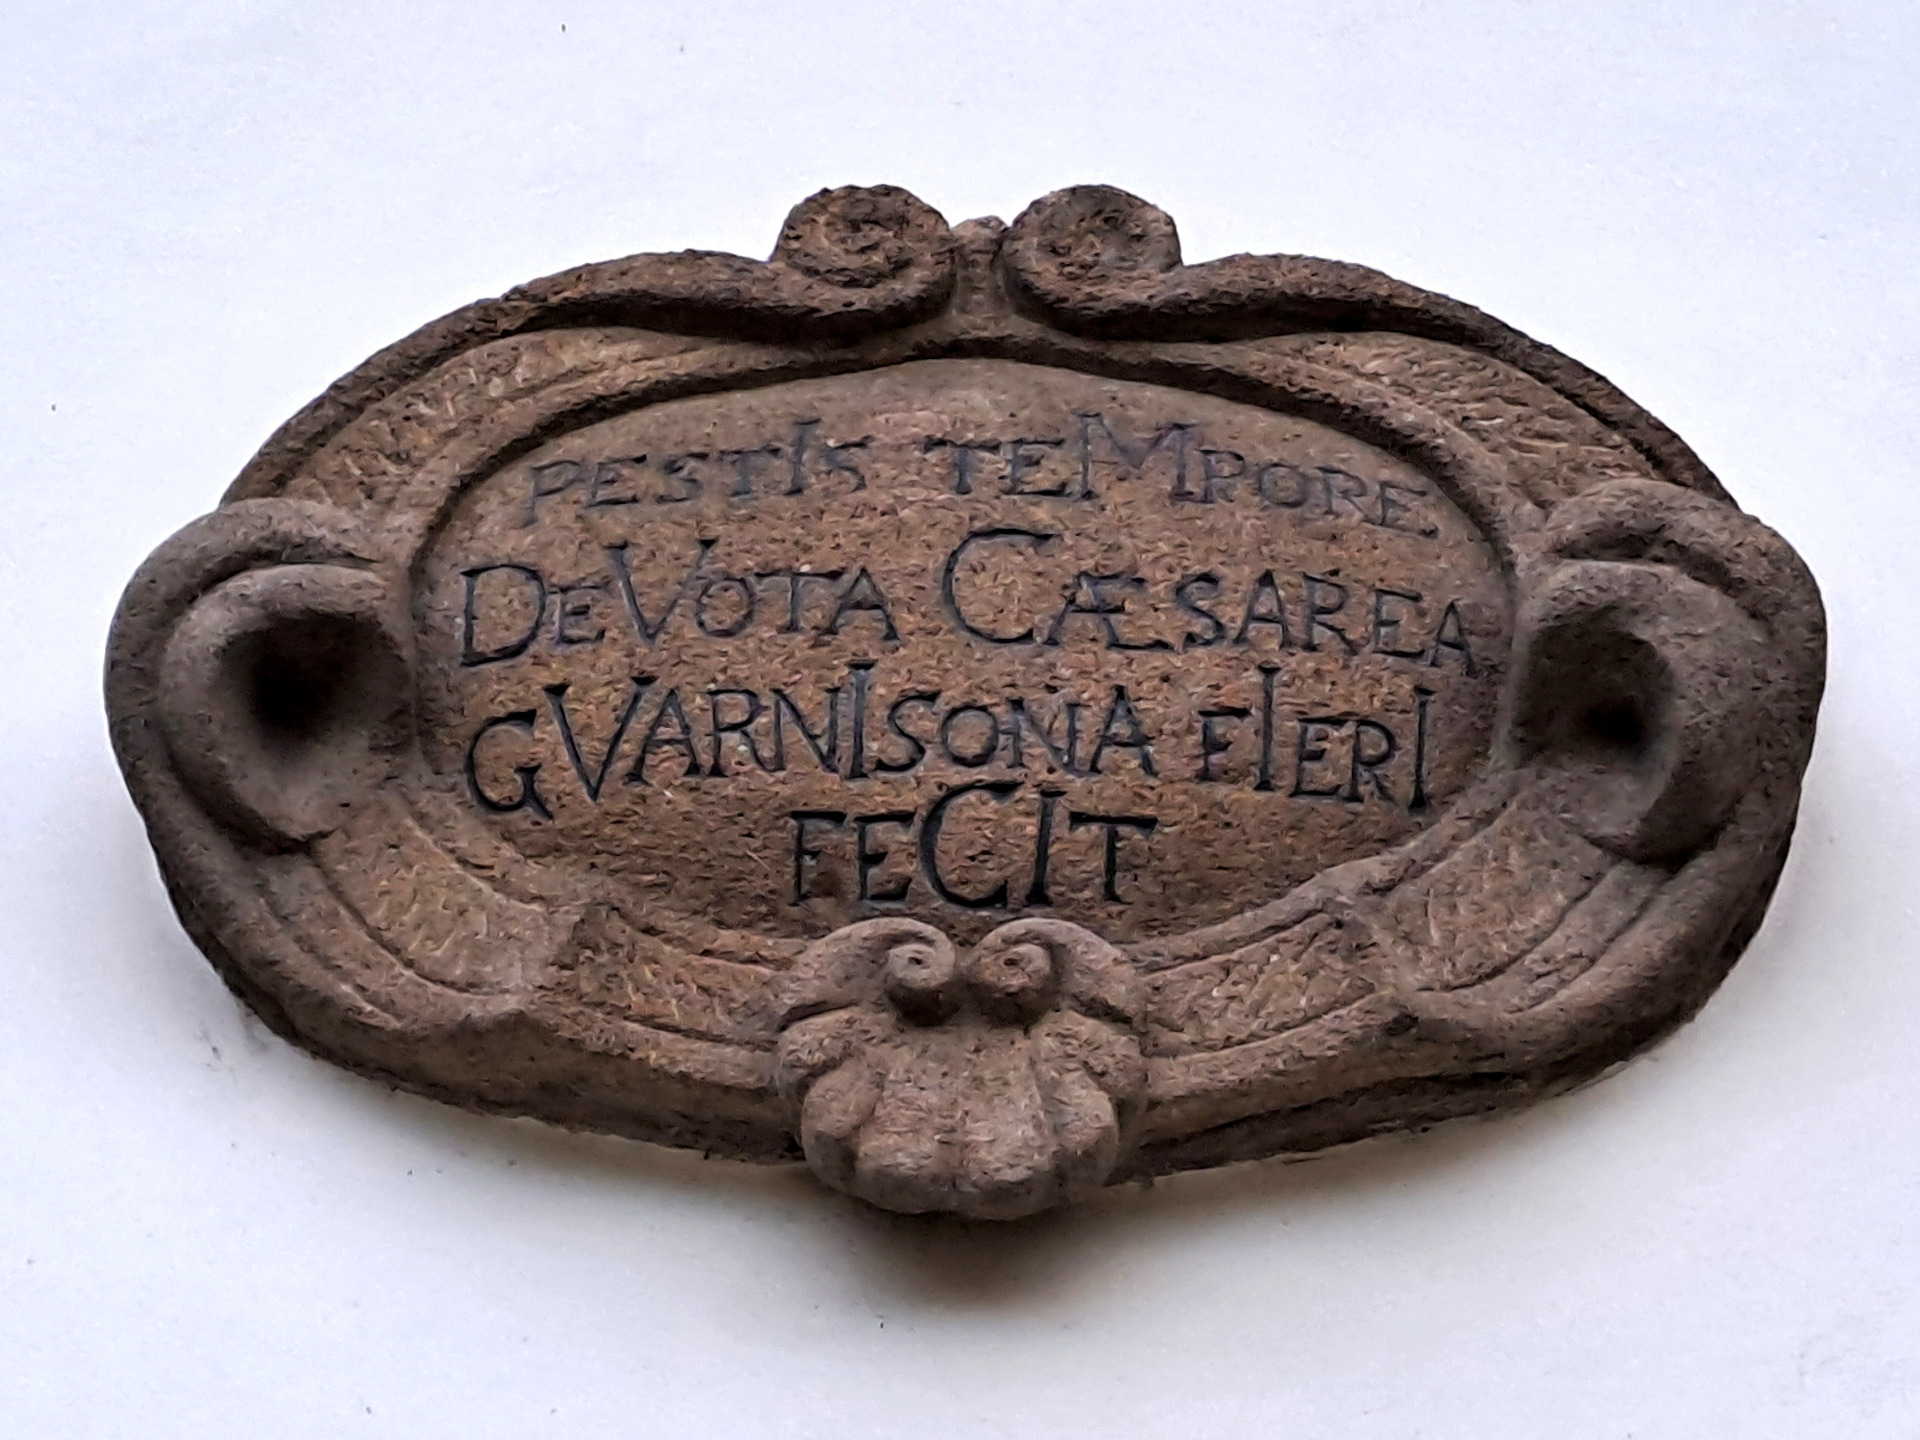 PESTIS TEMPORE
DEVOTA CÆSAREA
GVARNISONA FIERI
FECIT